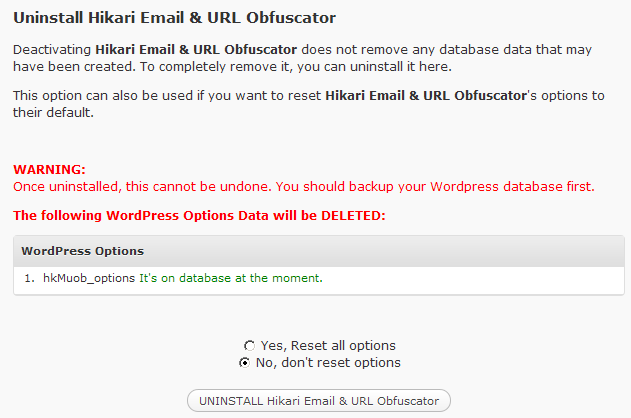 Uninstall Hikari Email & URL Obfuscator
Deactivating Hikari Email & URL Obfuscator does not remove any database data that may
have been created. To completely remove it, you can uninstall it here.
This option can also be used if you want to reset Hikari Email & URL Obfuscator's options to
their default.
WARNING:
Once uninstalled, this cannot be undone. You should backup your Wordpress database first.
The following WordPress Options Data will be DELETED:
WordPress Options
1. hkMuob_options It's on database at the moment.
Yes, Reset all options
No, don't reset options
UNINSTALL Hikari Email & URL Obfuscator